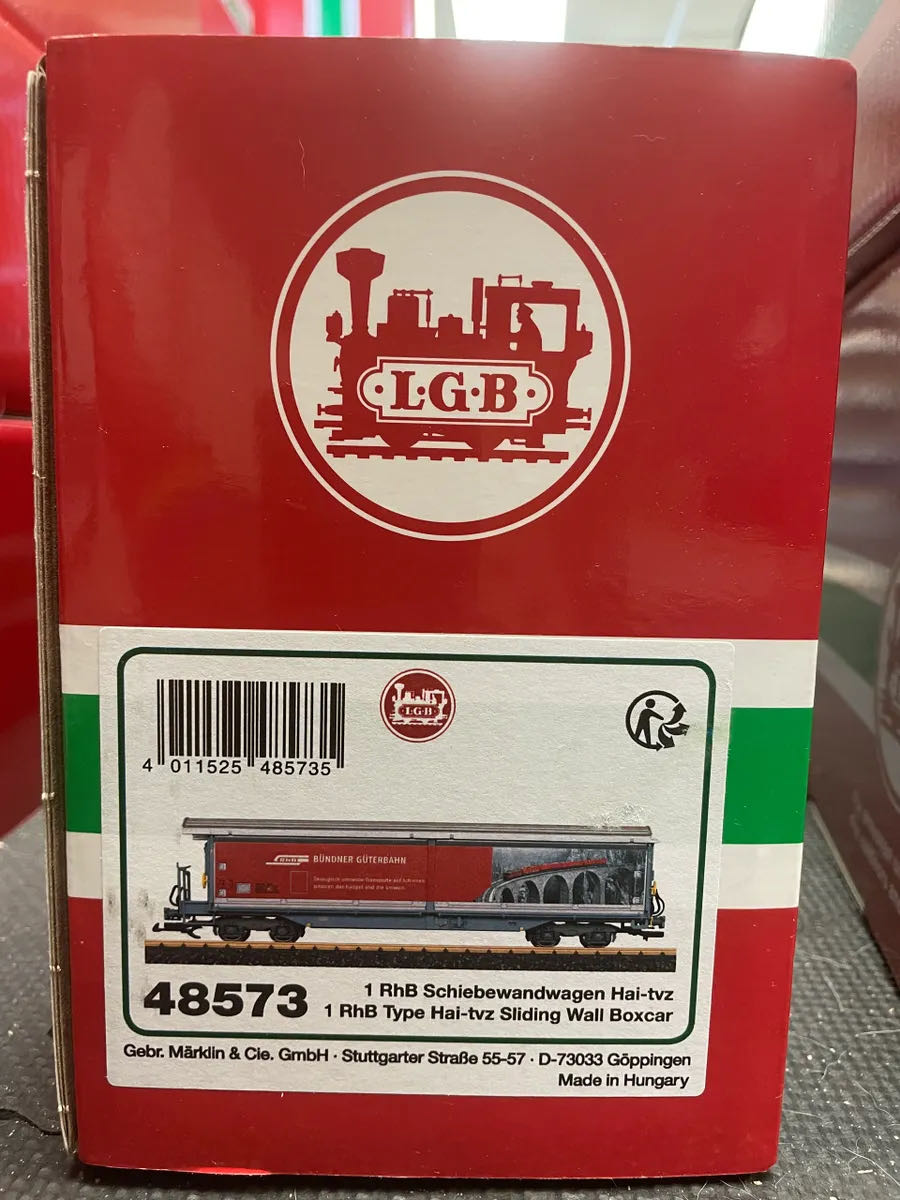 ·L·G·B·
·L·G·B·
4 011525 485735
RhB BÜNDNER GÜTERBAHN
48573
1 RhB Schiebewandwagen Hai-tvz
1 RhB Type Hai-tvz Sliding Wall Boxcar
Gebr. Märklin & Cie. GmbH · Stuttgarter Straße 55-57 · D-73033 Göppingen
Made in Hungary